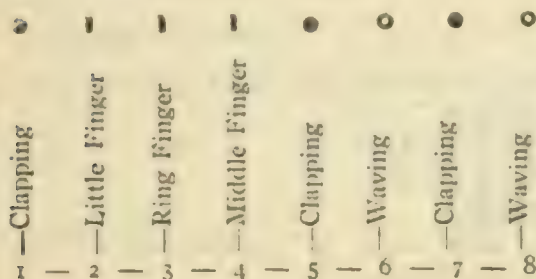 —Clapping
—Little Finger
—Ring Finger
—Middle Finger
—Clapping
—Waving
—Clapping
—Waving
1 — 2 — 3 — 4 — 5 — 6 — 7 — 8